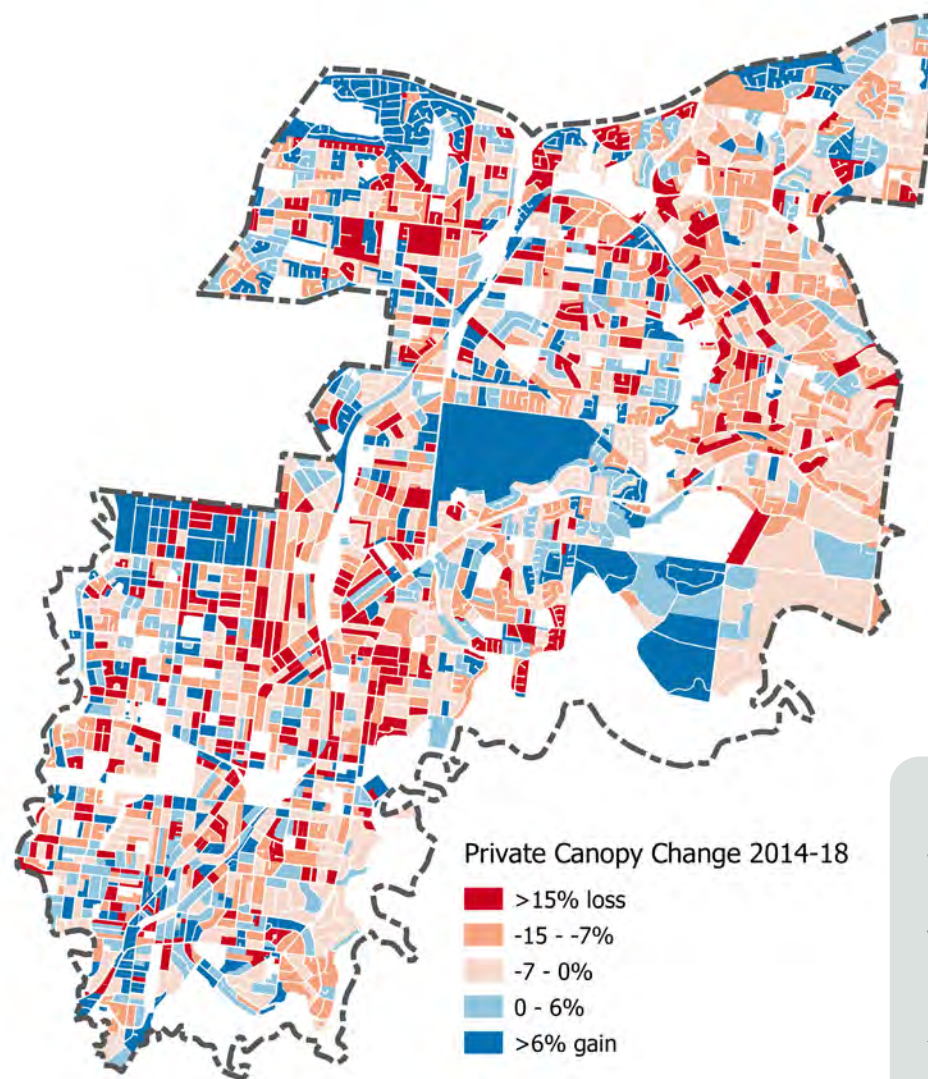 Private Canopy Change 2014-18
>15% loss
-15 - -7%
-7 - 0%
0 - 6%
>6% gain